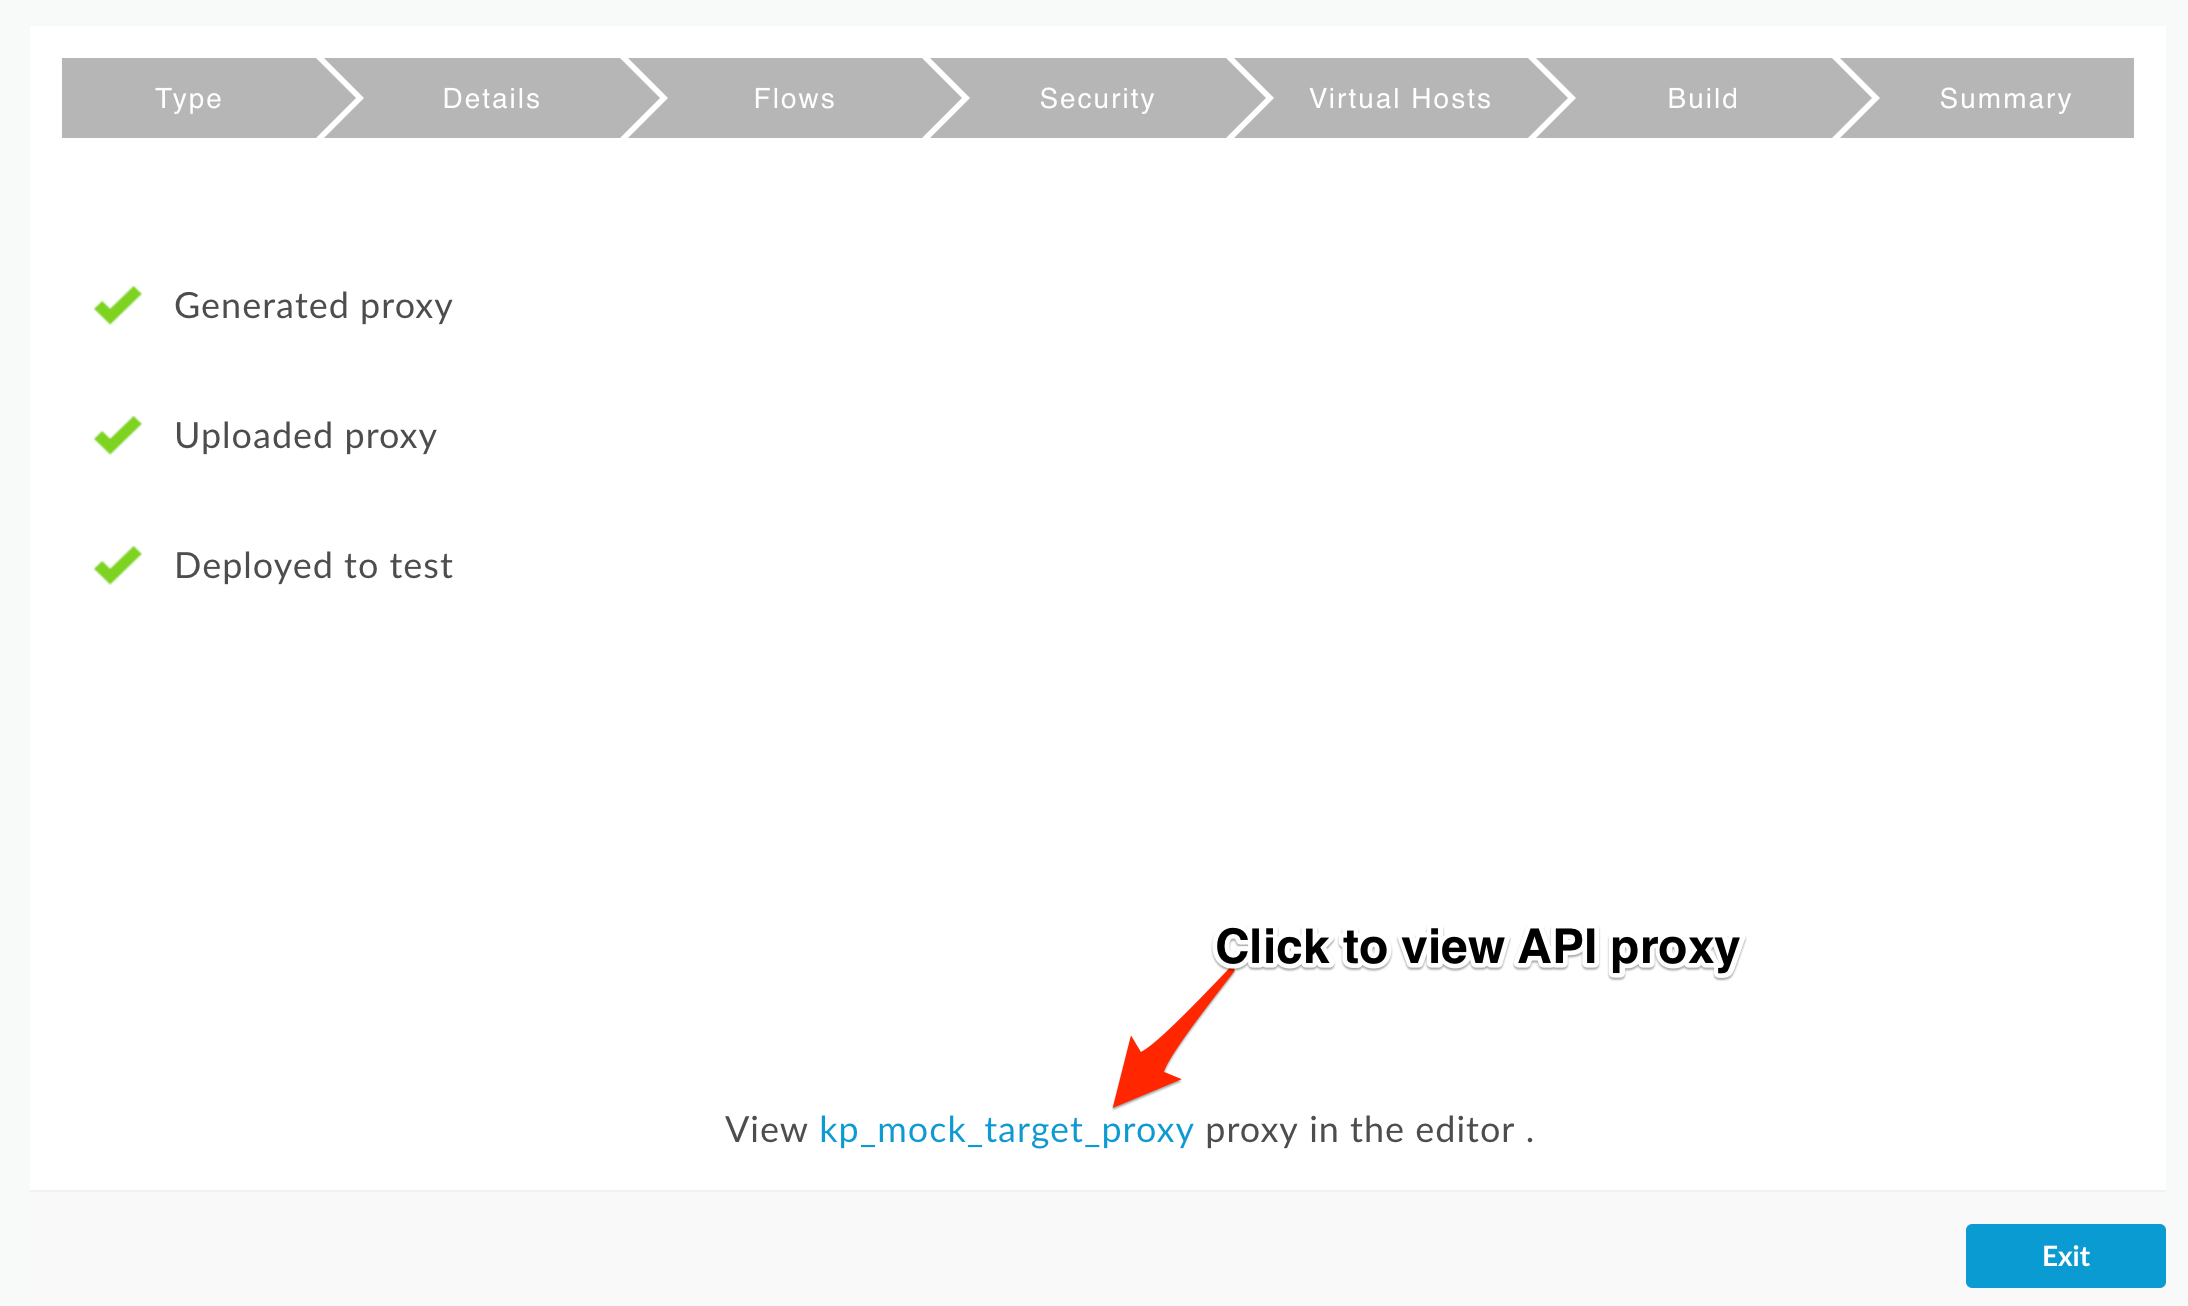 Type Details Flows Security Virtual Hosts Build Summary
Generated proxy
Uploaded proxy
Deployed to test
Click to view API proxy
View kp_mock_target_proxy proxy in the editor .
Exit